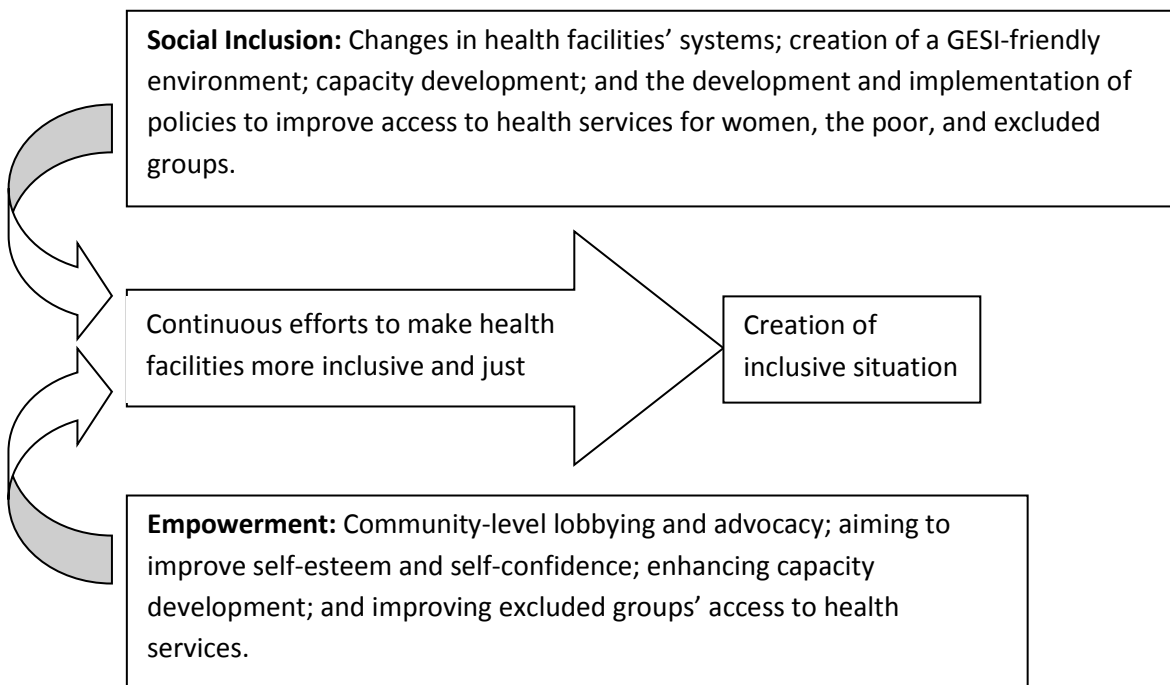 Social Inclusion: Changes in health facilities’ systems; creation of a GESI-friendly
environment; capacity development; and the development and implementation of
policies to improve access to health services for women, the poor, and excluded
groups.
Continuous efforts to make health
facilities more inclusive and just
Creation of
inclusive situation
Empowerment: Community-level lobbying and advocacy; aiming to
improve self-esteem and self-confidence; enhancing capacity
development; and improving excluded groups’ access to health
services.